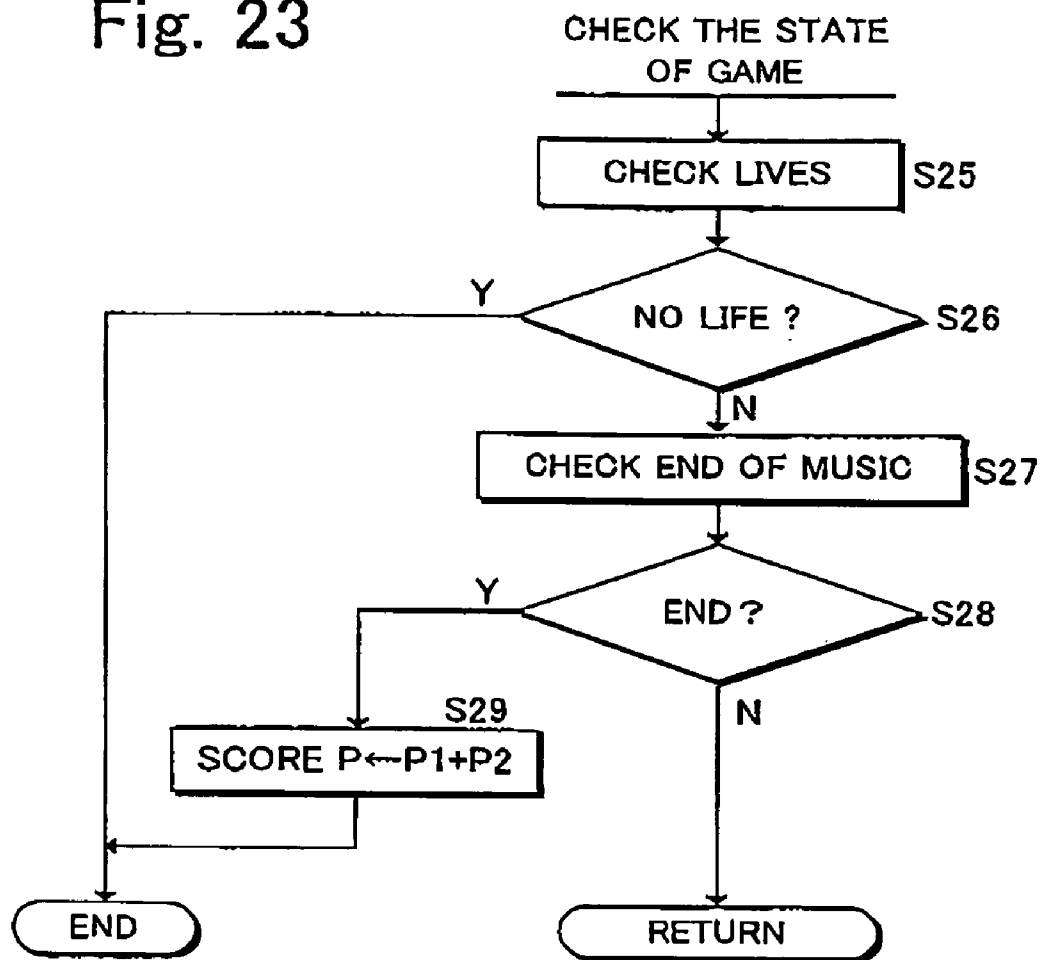 Fig. 23
CHECK THE STATE
OF GAME
CHECK LIVES
S25
Y
NO LIFE ?
S26
N
CHECK END OF MUSIC
S27
Y
END ?
S28
N
S29
SCORE P←P1+P2
END
RETURN